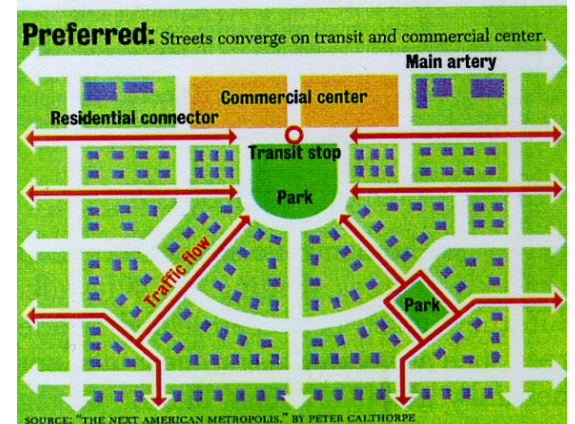 Preferred: Streets converge on transit and commercial center.
Main artery
Commercial center
Residential connector
Transit stop
Park
Traffic flow
Park
SOURCE: "THE NEXT AMERICAN METROPOLIS," BY PETER CALTHORPE